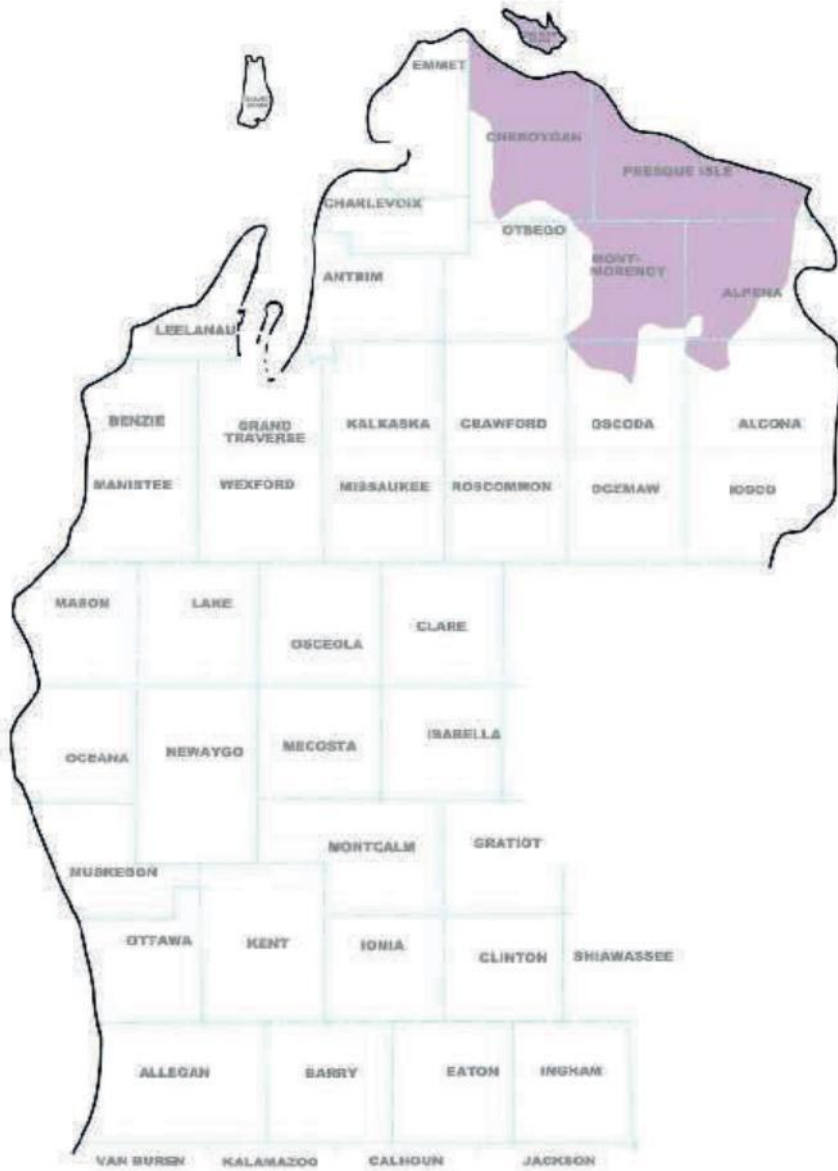 EMMET
CHEBOYGAN
PRESQUE ISLE
CHARLEVOIX
OTSEGO
MONT-
MORENCY
ANTRIM
ALPENA
LEELANAU
BENZIE
GRAND
TRAVERSE
KALKASKA
CRAWFORD
OSCODA
ALCONA
MANISTEE
WEXFORD
MISSAUKEE
ROSCOMMON
OGEMAW
IOSCO
MASON
LAKE
OSCEOLA
CLARE
OCEANA
NEWAYGO
MECOSTA
ISABELLA
MUSKEGON
MONTCALM
GRATIOT
OTTAWA
KENT
IONIA
CLINTON
SHIAWASSEE
ALLEGAN
BARRY
EATON
INGHAM
VAN BUREN
KALAMAZOO
CALHOUN
JACKSON